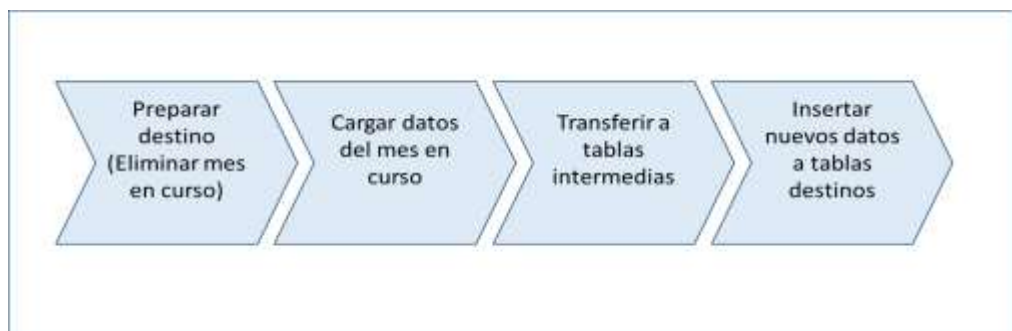 Preparar
destino
(Eliminar mes
en curso)
Cargar datos
del mes en
curso
Transferir a
tablas
intermedias
Insertar
nuevos datos
a tablas
destinos